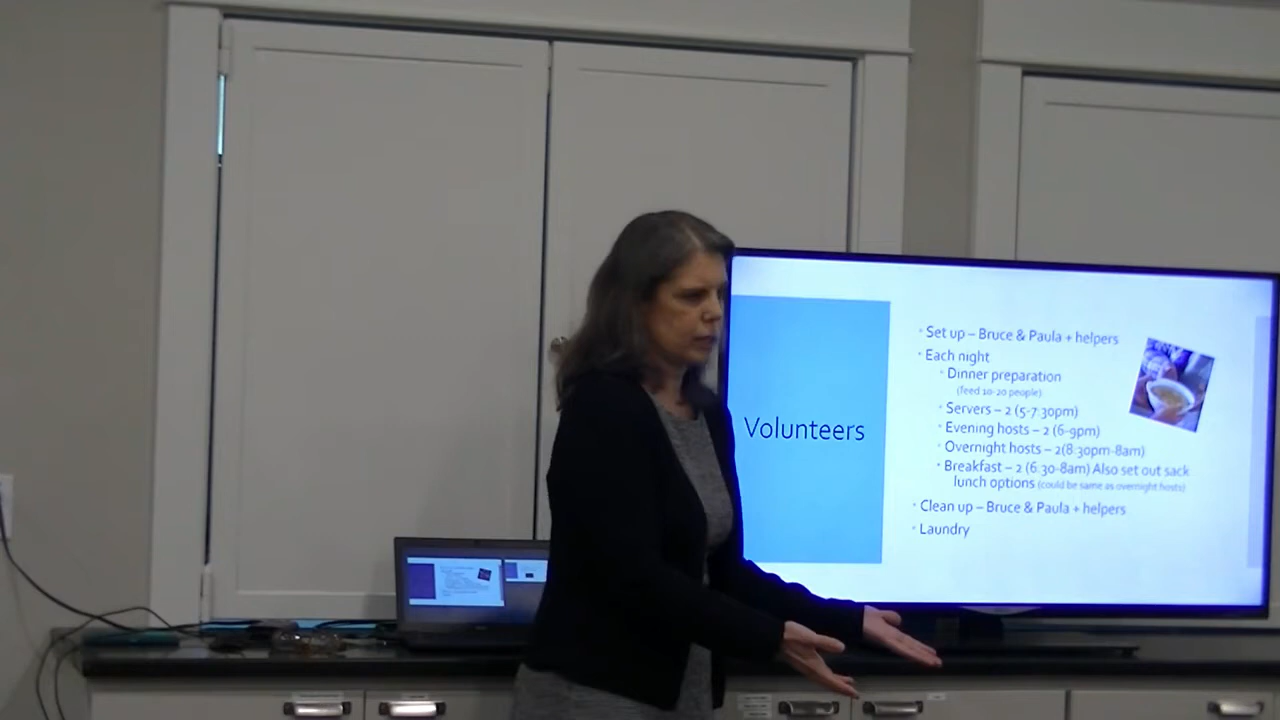 Volunteers
Set up – Bruce & Paula + helpers
Each night
Dinner preparation
(feed 10-20 people)
Servers – 2 (5-7:30pm)
Evening hosts – 2 (6-9pm)
Overnight hosts – 2(8:30pm-8am)
Breakfast – 2 (6:30-8am) Also set out sack
lunch options (could be same as overnight hosts)
Clean up – Bruce & Paula + helpers
Laundry